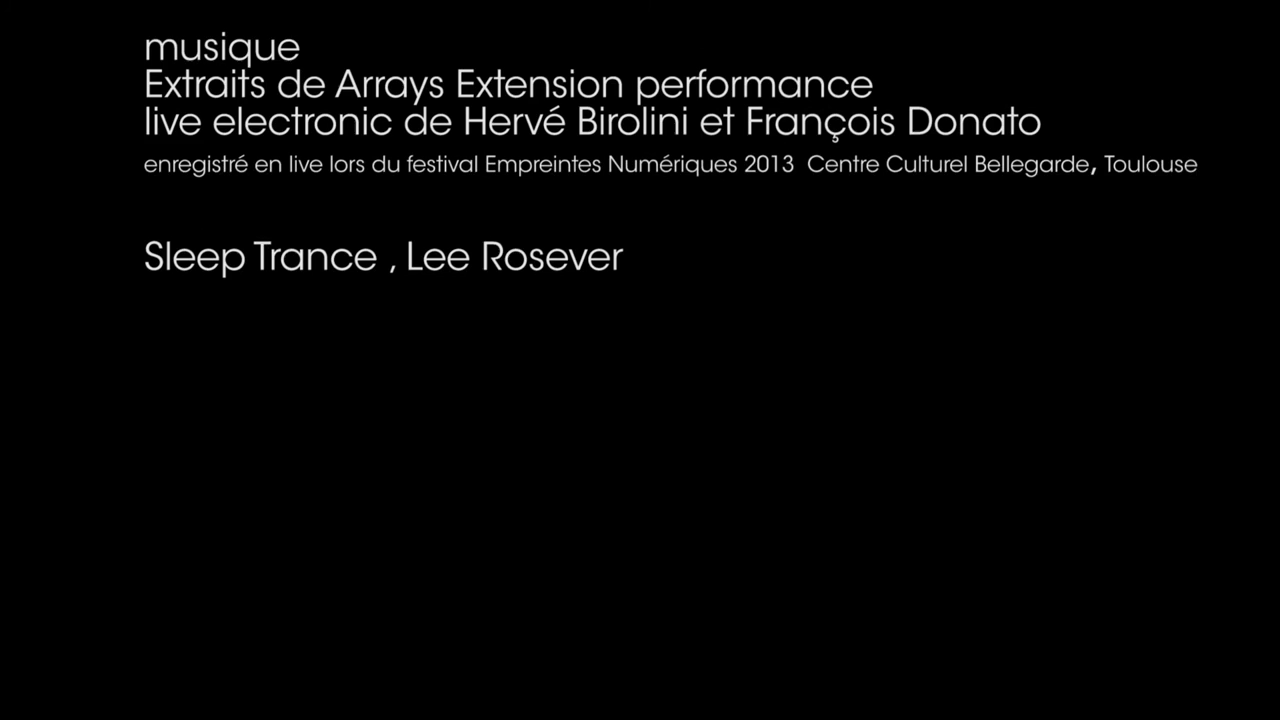 musique
Extraits de Arrays Extension performance
live electronic de Hervé Birolini et François Donato
enregistré en live lors du festival Empreintes Numériques 2013 Centre Culturel Bellegarde, Toulouse
Sleep Trance , Lee Rosever